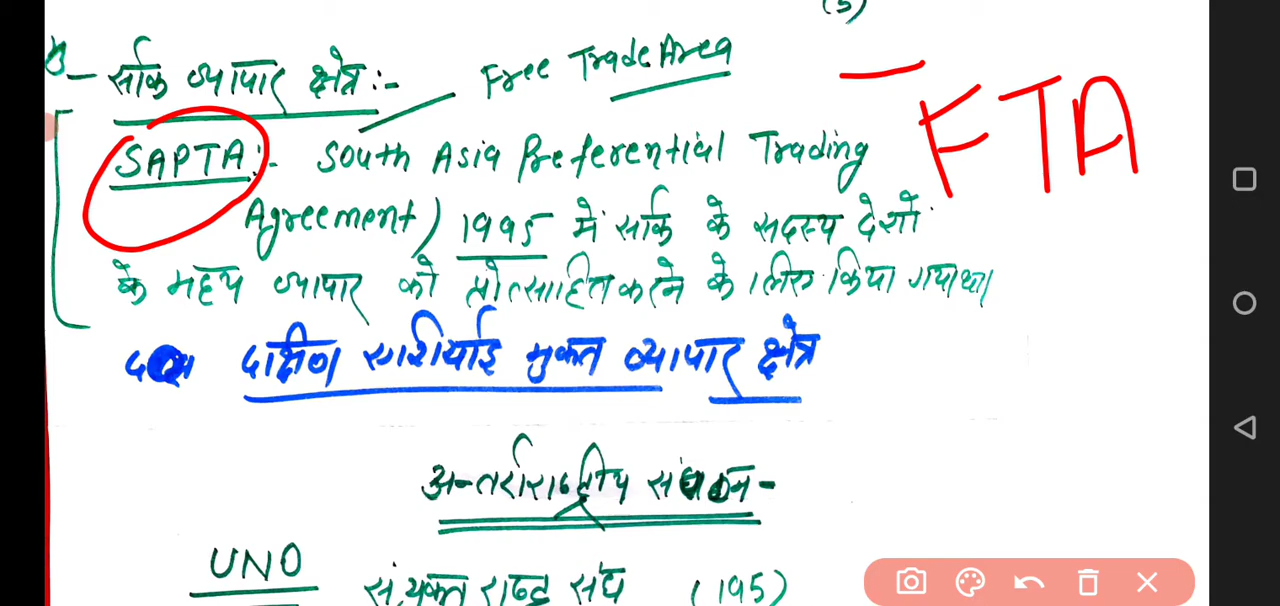 (5)
सार्क व्यापार क्षेत्र :- Free Trade Area
FTA
SAPTA :- South Asia Preferential Trading
Agreement) 1995 में सार्क के सदस्य देशों
के मध्य व्यापार को प्रोत्साहित करने के लिए किया गया था।
दक्षिण एशियाई मुक्त व्यापार क्षेत्र
अन्तर्राष्ट्रीय संगठन -
UNO संयुक्त राष्ट्र संघ (195)